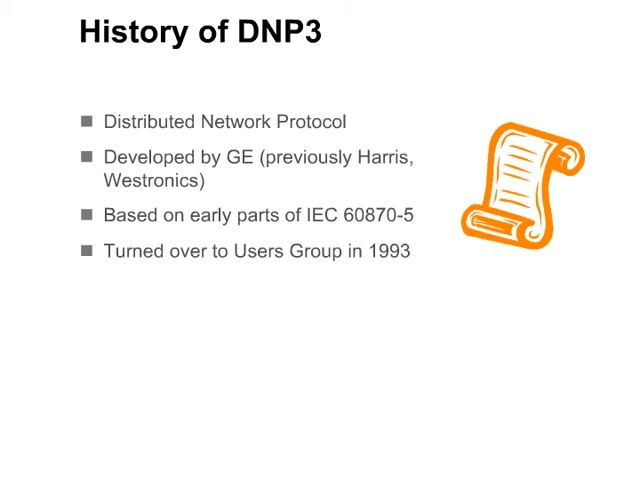 History of DNP3
■ Distributed Network Protocol
■ Developed by GE (previously Harris,
Westronics)
■ Based on early parts of IEC 60870-5
■ Turned over to Users Group in 1993